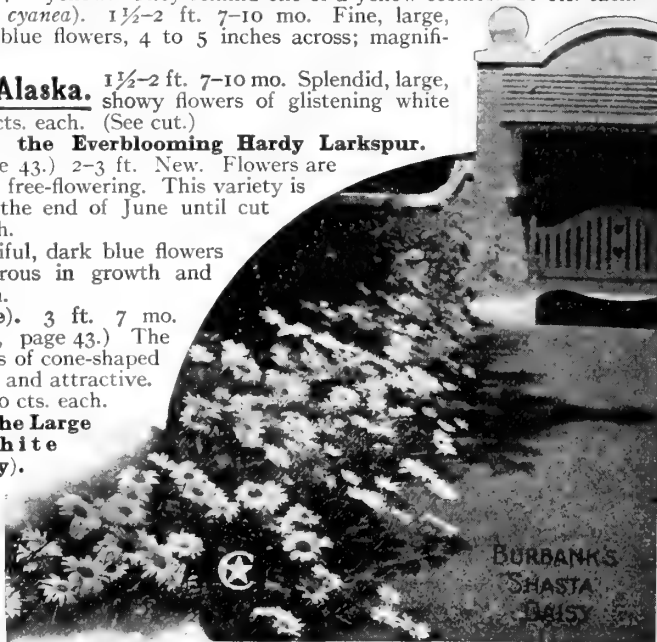 cyanea). 1½–2 ft. 7–10 mo. Fine, large,
blue flowers, 4 to 5 inches across; magnifi-
Alaska. 1½–2 ft. 7–10 mo. Splendid, large,
showy flowers of glistening white
cts. each. (See cut.)
the Everblooming Hardy Larkspur.
e 43.) 2–3 ft. New. Flowers are
free-flowering. This variety is
the end of June until cut
h.
iful, dark blue flowers
rous in growth and
e). 3 ft. 7 mo.
, page 43.) The
s of cone-shaped
and attractive.
o cts. each.
he Large
hite
y).
BURBANK'S
SHASTA
DAISY